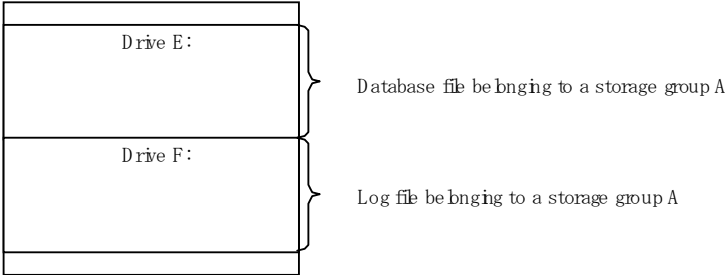 Drive E:
Database file belonging to a storage group A
Drive F:
Log file belonging to a storage group A